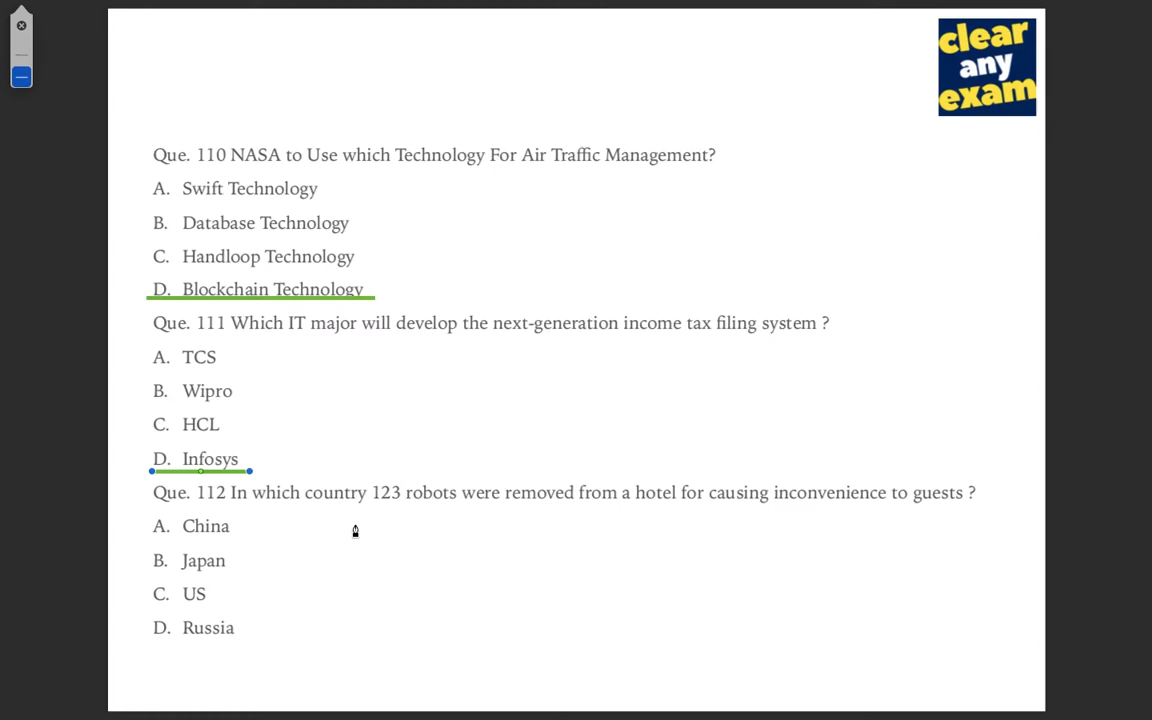 clear
any
exam
Que. 110 NASA to Use which Technology For Air Traffic Management?
A. Swift Technology
B. Database Technology
C. Handloop Technology
D. Blockchain Technology
Que. 111 Which IT major will develop the next-generation income tax filing system ?
A. TCS
B. Wipro
C. HCL
D. Infosys
Que. 112 In which country 123 robots were removed from a hotel for causing inconvenience to guests ?
A. China
B. Japan
C. US
D. Russia